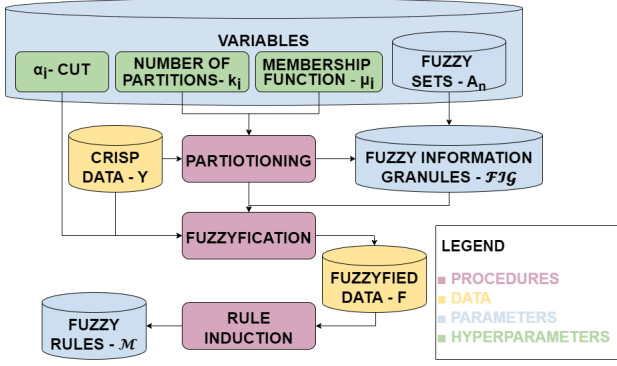 VARIABLES
αi- CUT
NUMBER OF
PARTITIONS- ki
MEMBERSHIP
FUNCTION - μi
FUZZY
SETS - An
CRISP
DATA - Y
PARTIOTIONING
FUZZY INFORMATION
GRANULES - 𝓕𝓘𝓖
FUZZYFICATION
FUZZYFIED
DATA - F
FUZZY
RULES - 𝓜
RULE
INDUCTION
LEGEND
PROCEDURES
DATA
PARAMETERS
HYPERPARAMETERS